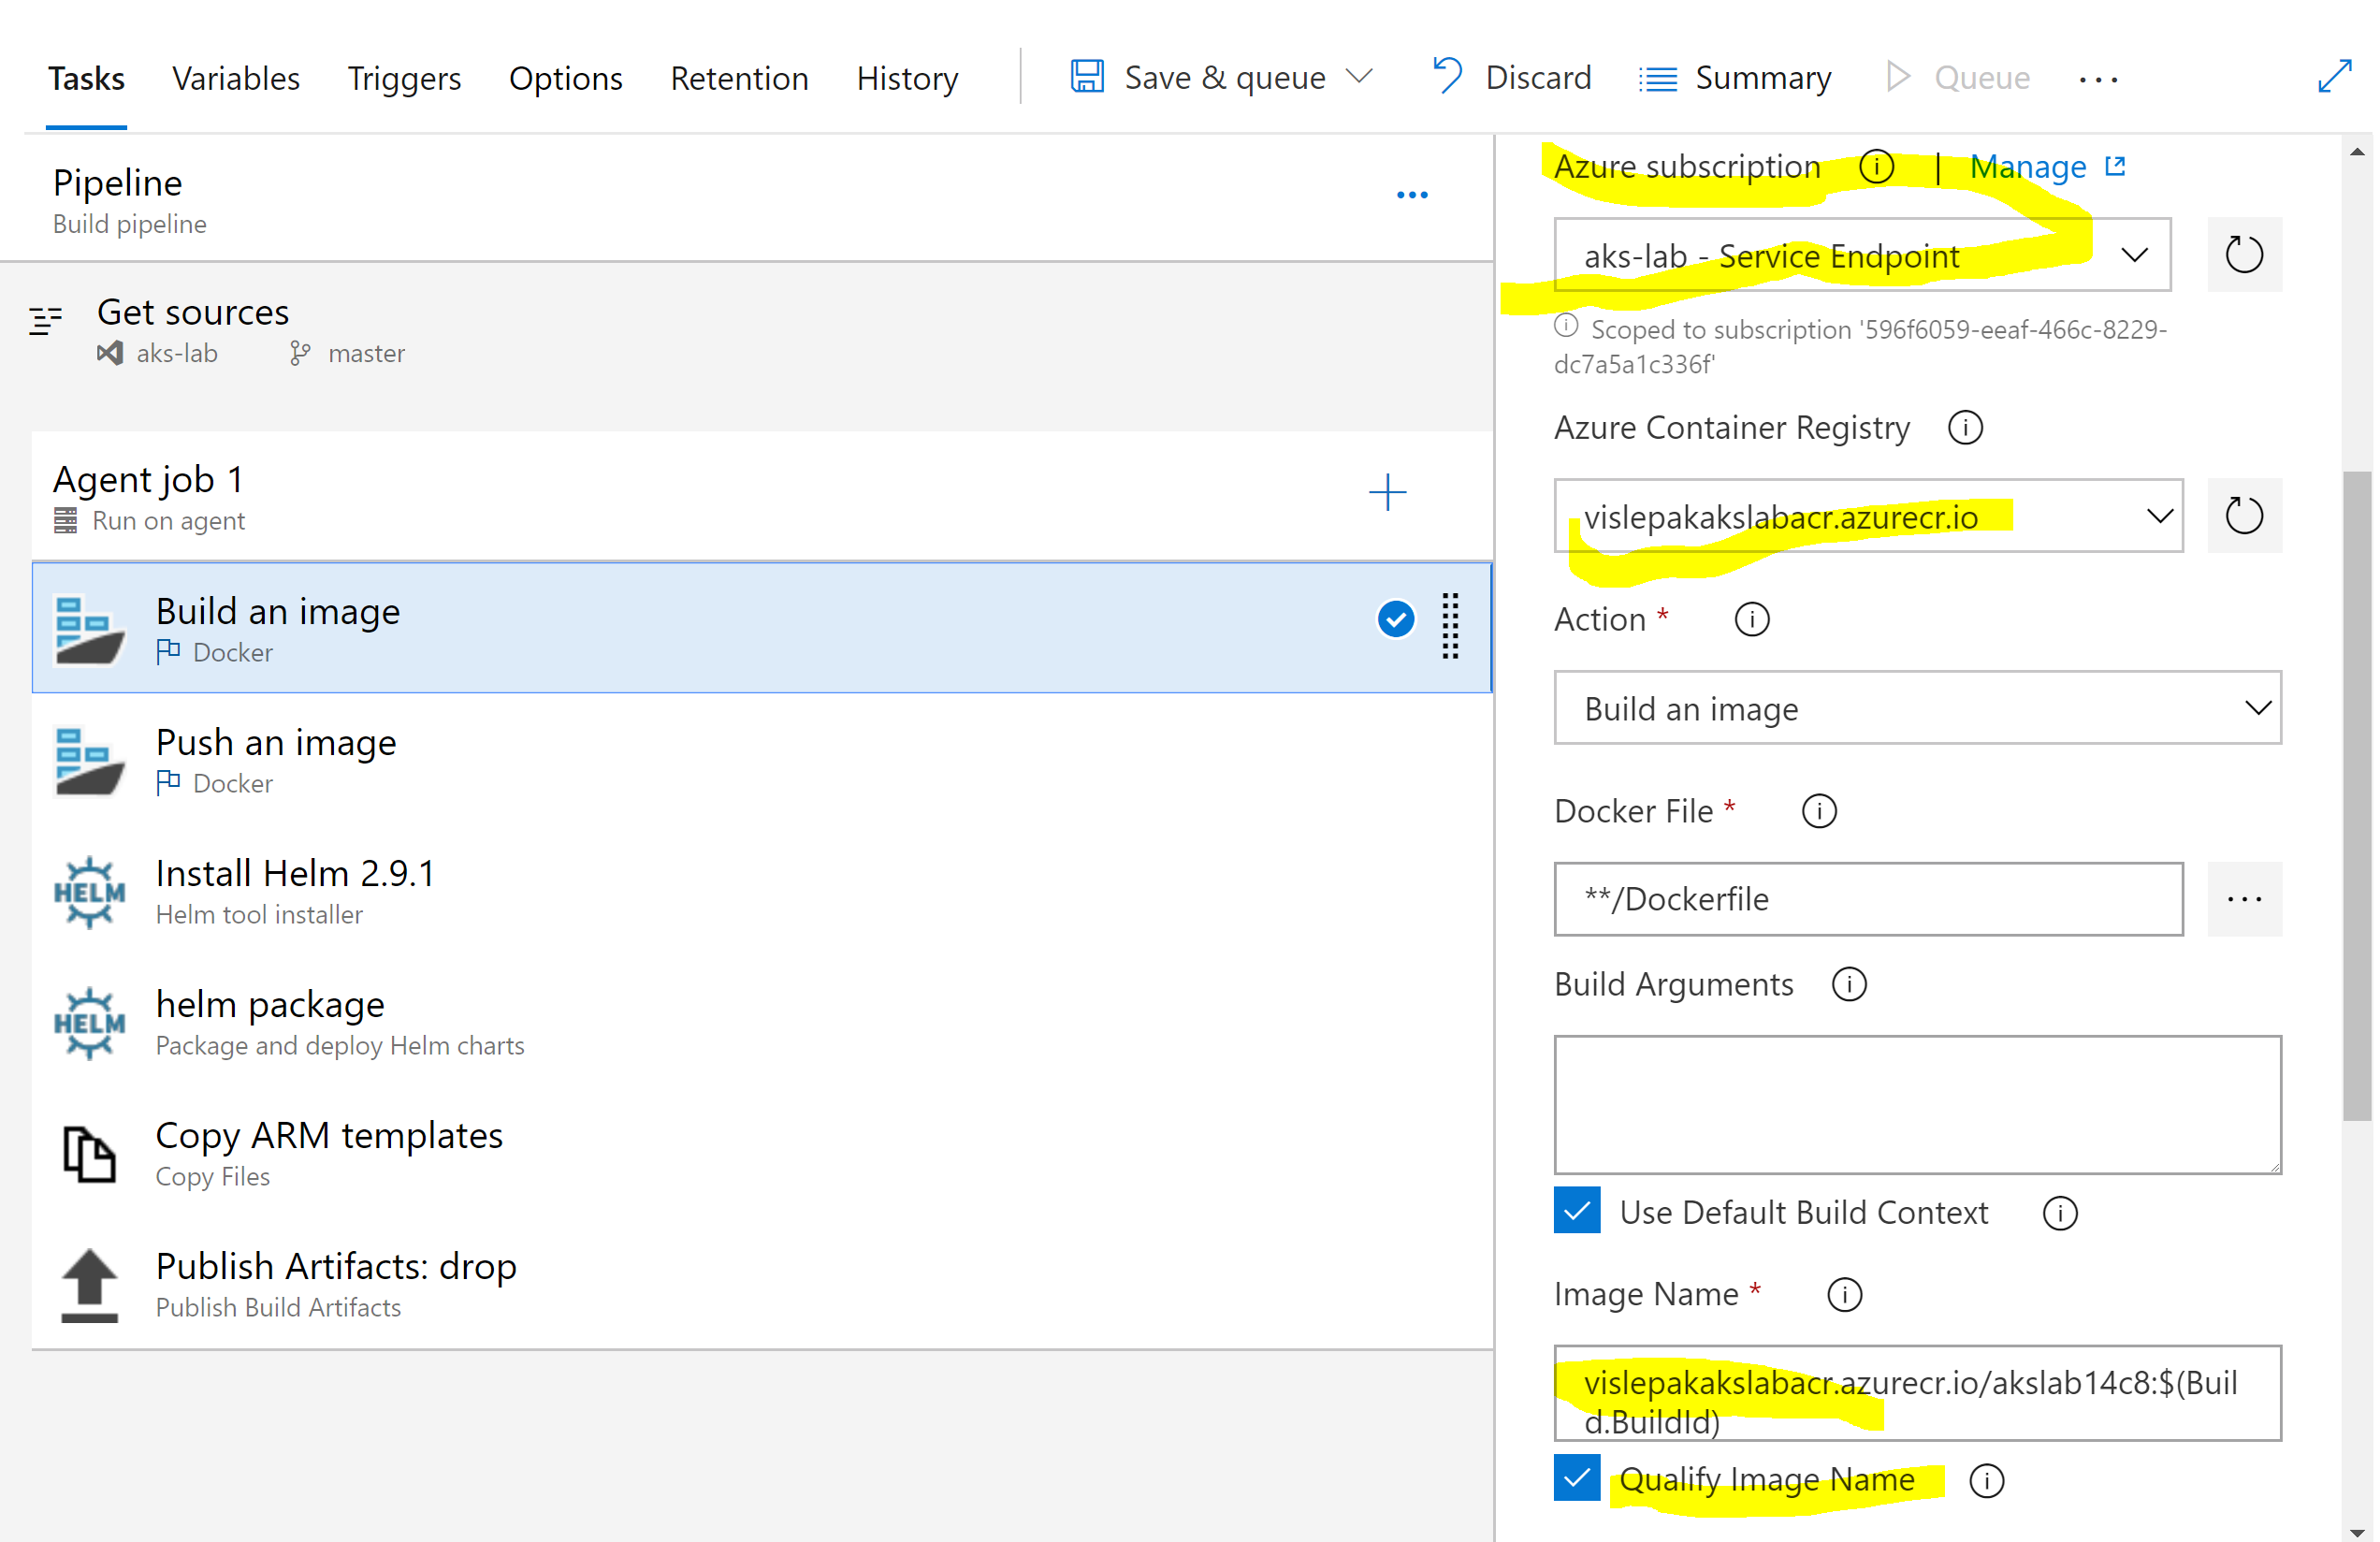 Tasks Variables Triggers Options Retention History | Save & queue Discard Summary Queue ...
Pipeline
Build pipeline
Get sources
aks-lab master
Agent job 1
Run on agent
Build an image
Docker
Push an image
Docker
HELM
Install Helm 2.9.1
Helm tool installer
HELM
helm package
Package and deploy Helm charts
Copy ARM templates
Copy Files
Publish Artifacts: drop
Publish Build Artifacts
Azure subscription | Manage
aks-lab - Service Endpoint
Scoped to subscription '596f6059-eeaf-466c-8229-
dc7a5a1c336f'
Azure Container Registry
vislepakakslabacr.azurecr.io
Action *
Build an image
Docker File *
**/Dockerfile
...
Build Arguments
Use Default Build Context
Image Name *
vislepakakslabacr.azurecr.io/akslab14c8:$(Buil
d.BuildId)
Qualify Image Name